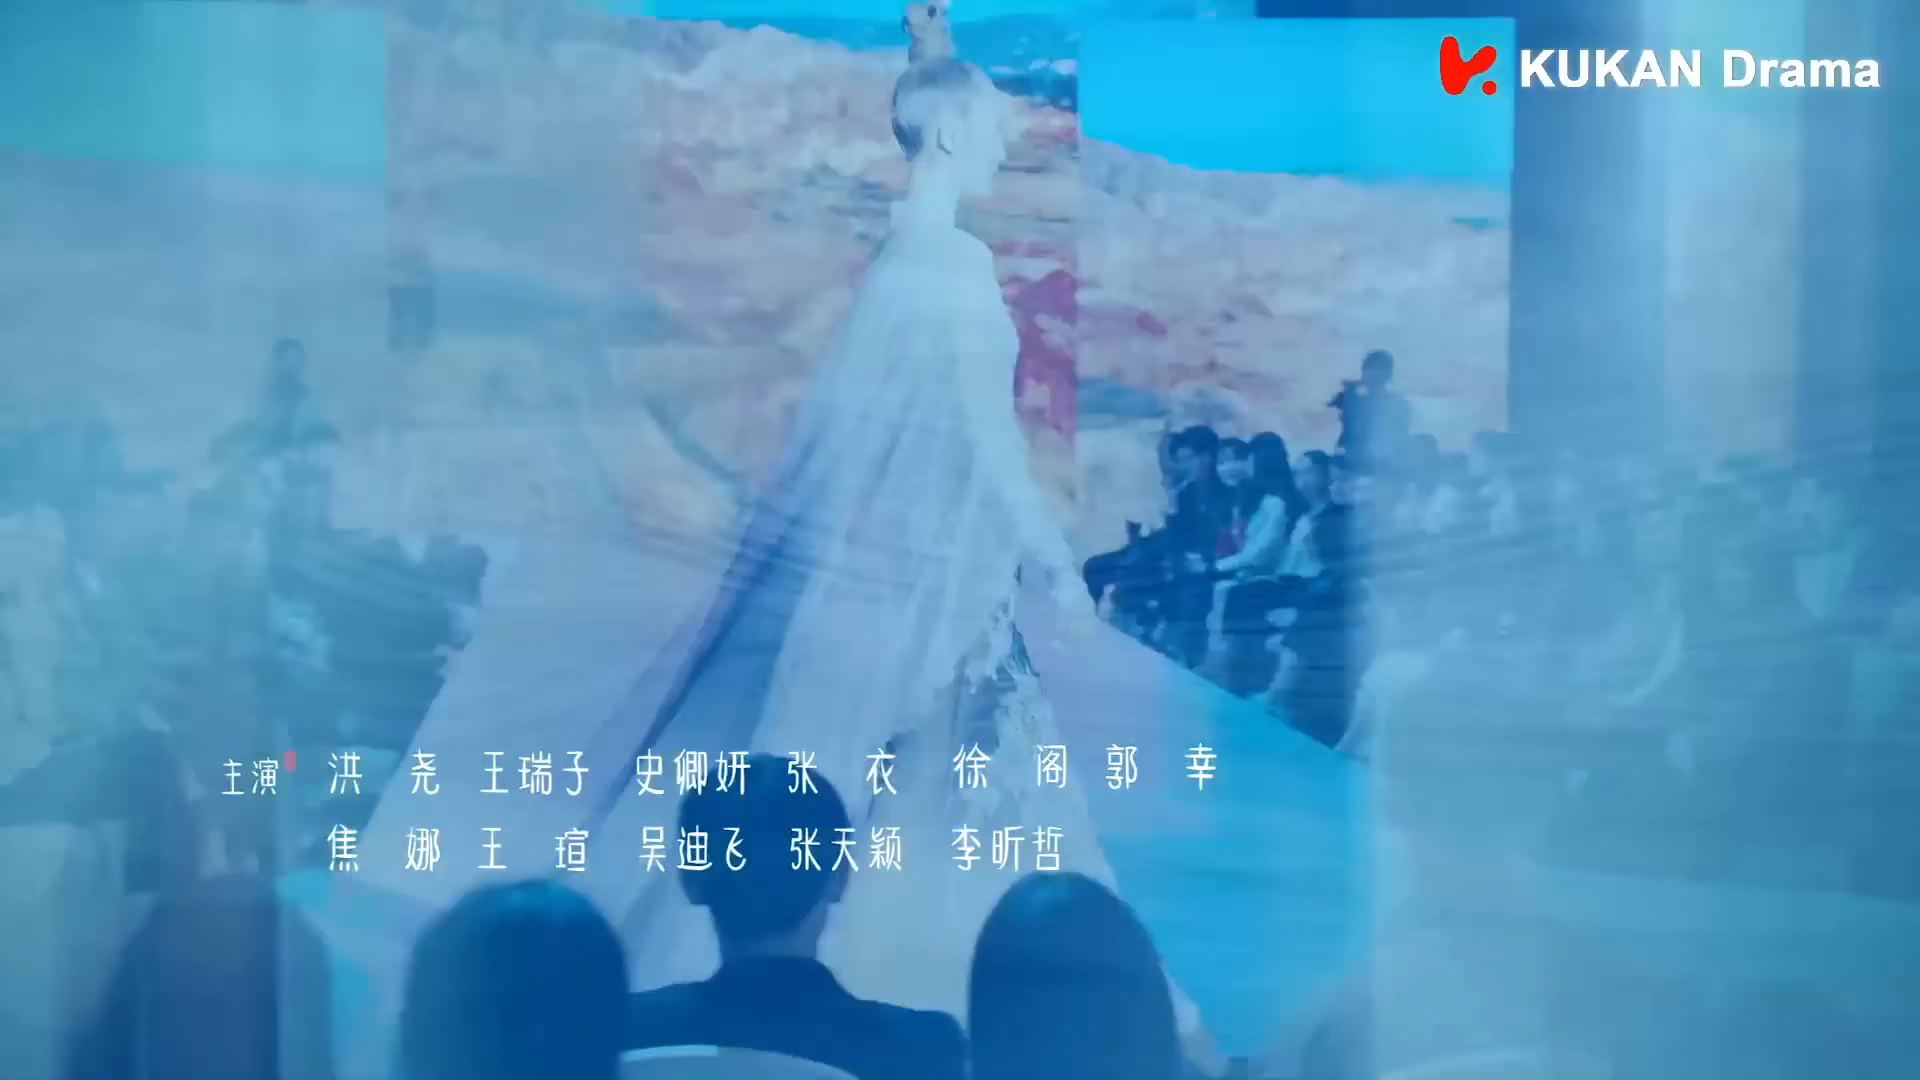 KUKAN Drama
主演 洪尧 王瑞子 史卿妍 张衣 徐阁 郭幸
焦娜 王瑄 吴迪飞 张天颖 李昕哲